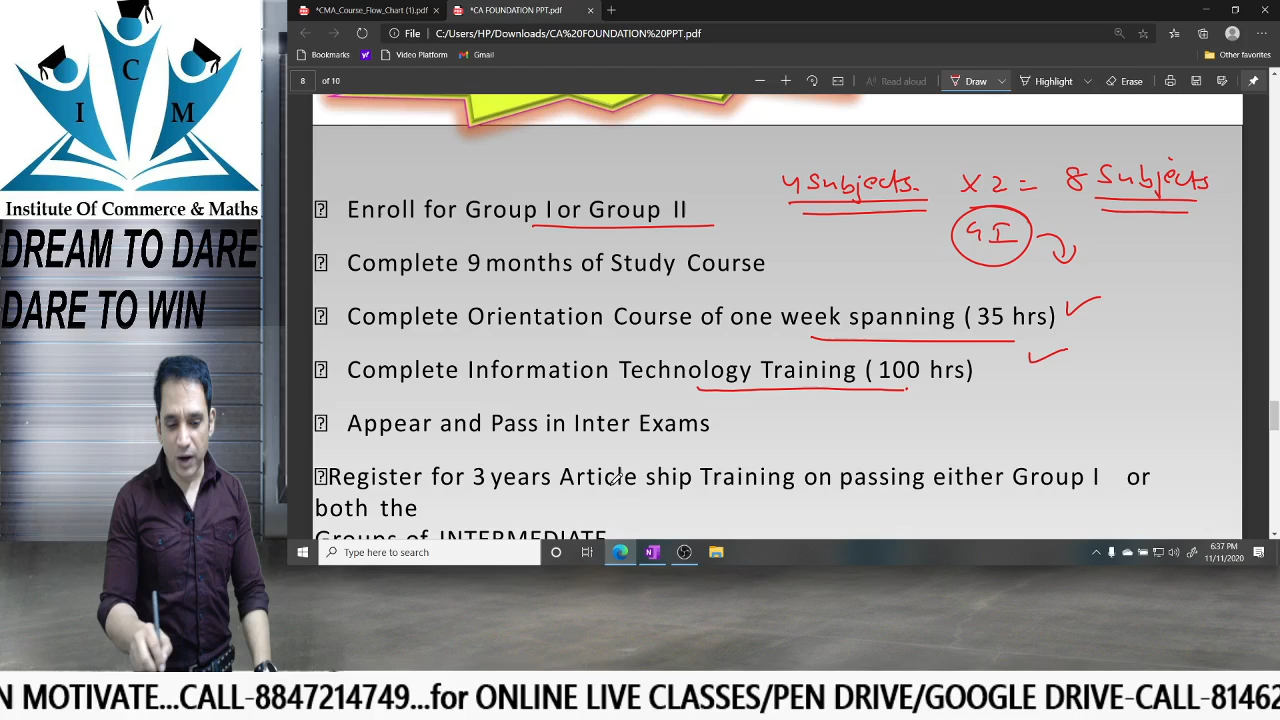 *CMA_Course_Flow_Chart (1).pdf
*CA FOUNDATION PPT.pdf
File
C:/Users/HP/Downloads/CA%20FOUNDATION%20PPT.pdf
Bookmarks
Video Platform
Gmail
Other favorites
8 of 10
Read aloud
Draw
Highlight
Erase
I C M
Institute Of Commerce & Maths
DREAM TO DARE
DARE TO WIN
4 Subjects. x 2 = 8 Subjects
Enroll for Group I or Group II
G I
Complete 9 months of Study Course
Complete Orientation Course of one week spanning ( 35 hrs)
Complete Information Technology Training ( 100 hrs)
Appear and Pass in Inter Exams
Register for 3 years Article ship Training on passing either Group I or
both the
Groups of INTERMEDIATE
Type here to search
6:37 PM
11/11/2020
N MOTIVATE...CALL-8847214749...for ONLINE LIVE CLASSES/PEN DRIVE/GOOGLE DRIVE-CALL-81462